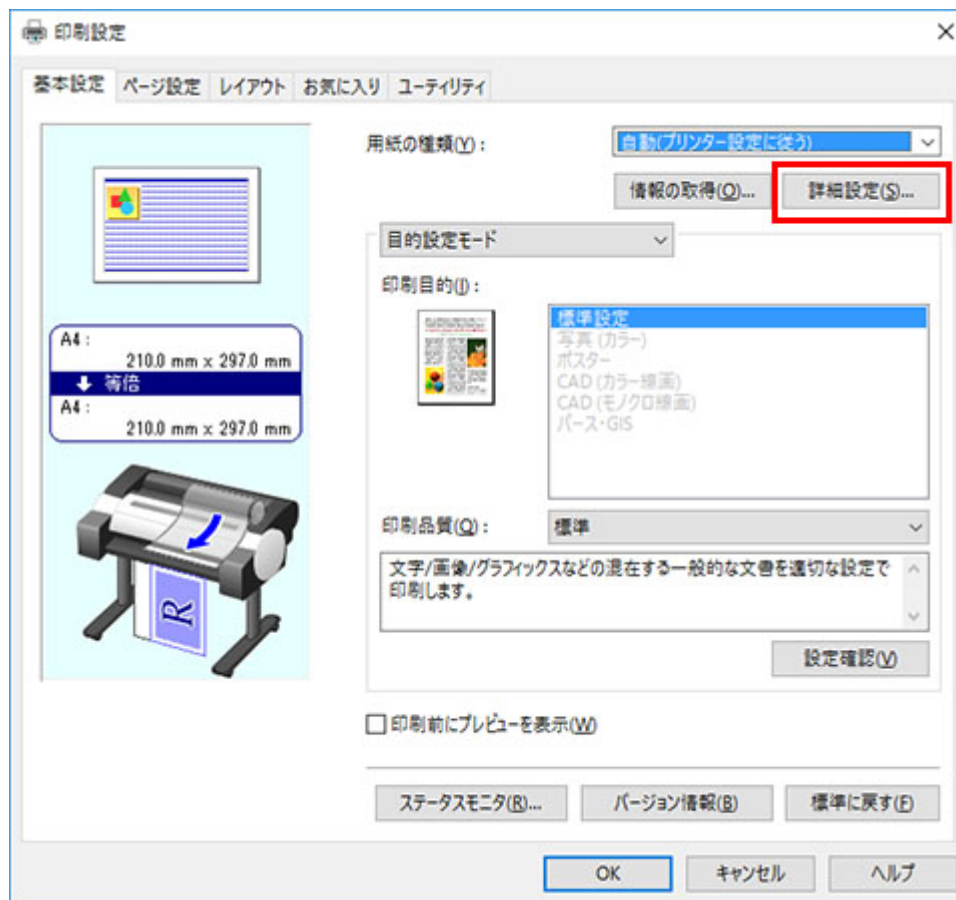 印刷設定
基本設定 ページ設定 レイアウト お気に入り ユーティリティ
用紙の種類(Y): 自動(プリンター設定に従う)
情報の取得(O)... 詳細設定(S)...
目的設定モード
印刷目的(J):
標準設定
写真 (カラー)
ポスター
CAD (カラー線画)
CAD (モノクロ線画)
パース・GIS
A4 :
210.0 mm x 297.0 mm
等倍
A4 :
210.0 mm x 297.0 mm
R
印刷品質(Q): 標準
文字/画像/グラフィックスなどの混在する一般的な文書を適切な設定で
印刷します。
設定確認(V)
印刷前にプレビューを表示(W)
ステータスモニタ(R)... バージョン情報(B) 標準に戻す(F)
OK キャンセル ヘルプ